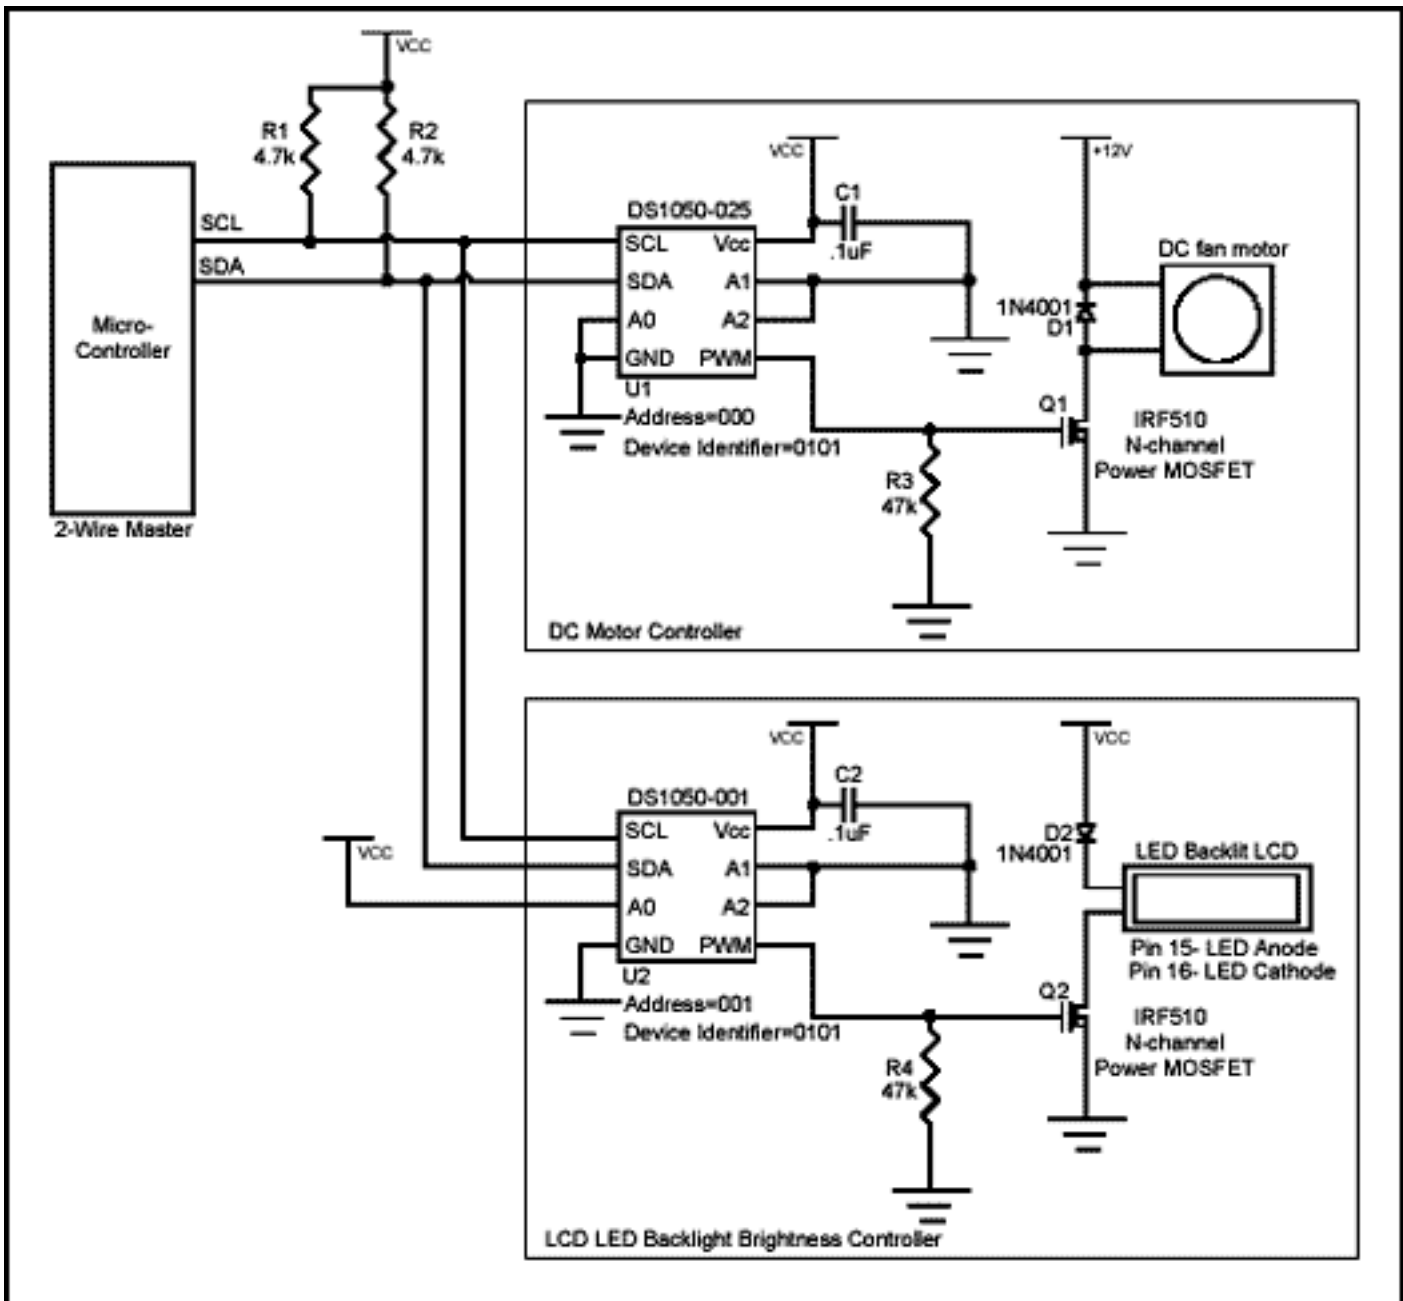 VCC
R1
4.7k
R2
4.7k
SCL
SDA
Micro-
Controller
2-Wire Master
VCC
C1
.1uF
DS1050-025
SCL
Vcc
SDA
A1
A0
A2
GND
PWM
U1
Address=000
Device Identifier=0101
+12V
DC fan motor
1N4001
D1
Q1
IRF510
N-channel
Power MOSFET
R3
47k
DC Motor Controller
VCC
VCC
C2
.1uF
DS1050-001
SCL
Vcc
SDA
A1
A0
A2
GND
PWM
U2
Address=001
Device Identifier=0101
VCC
D2
1N4001
LED Backlit LCD
Pin 15- LED Anode
Pin 16- LED Cathode
Q2
IRF510
N-channel
Power MOSFET
R4
47k
LCD LED Backlight Brightness Controller